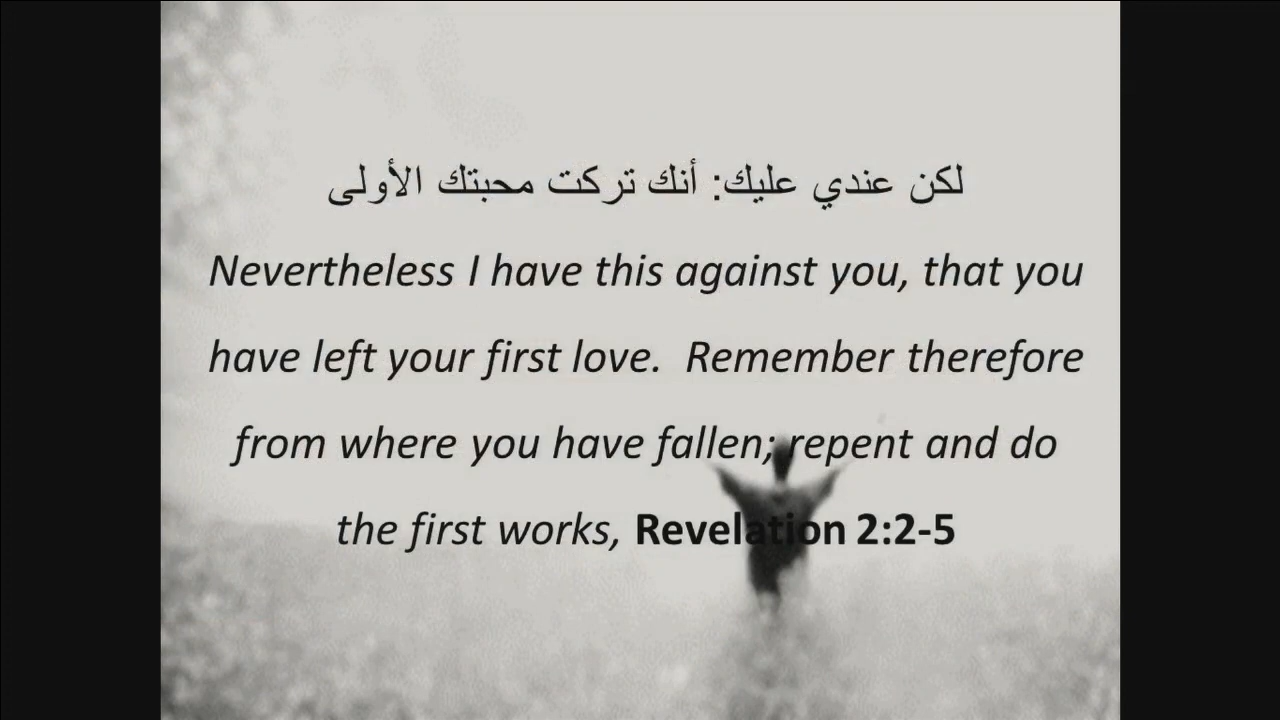 لكن عندي عليك: أنك تركت محبتك الأولى
Nevertheless I have this against you, that you
have left your first love.  Remember therefore
from where you have fallen; repent and do
the first works, Revelation 2:2-5